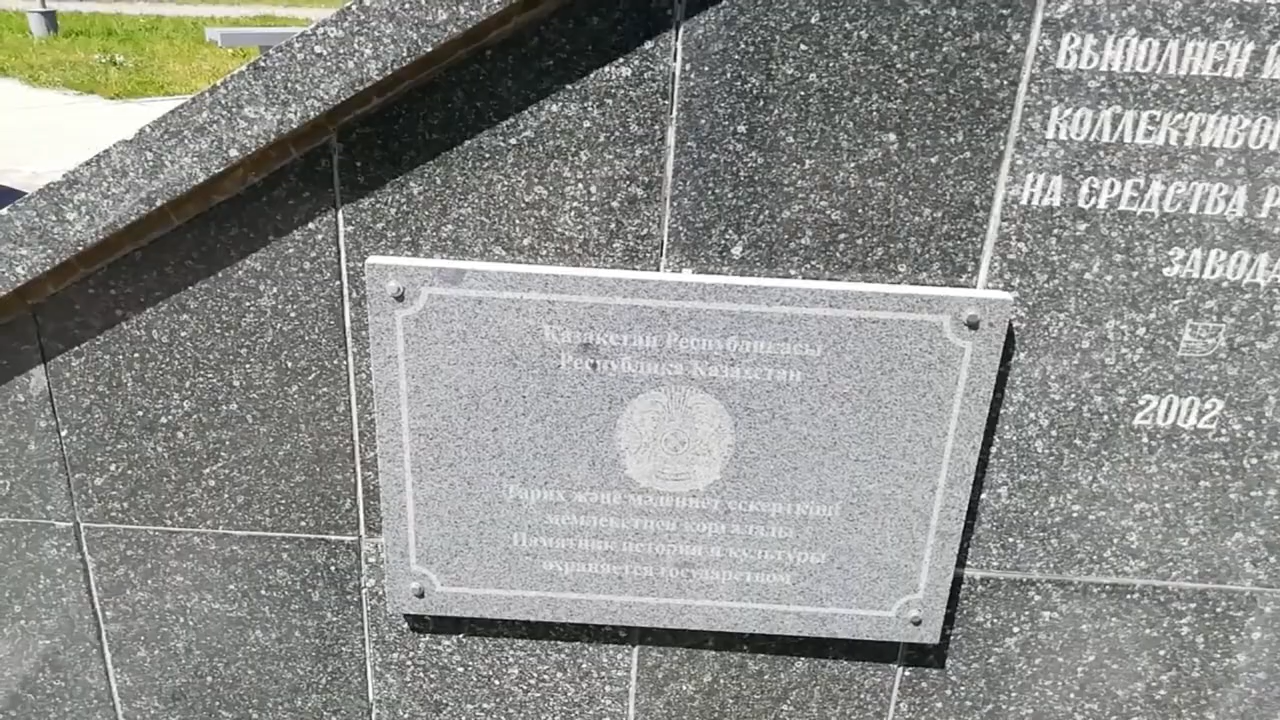 Қазақстан Республикасы
Республика Казахстан
Тарих және мәдениет ескерткіші
мемлекетпен қорғалады
Памятник истории и культуры
охраняется государством
ВЫПОЛНЕН И
КОЛЛЕКТИВО
НА СРЕДСТВА Р
ЗАВОДА
2002